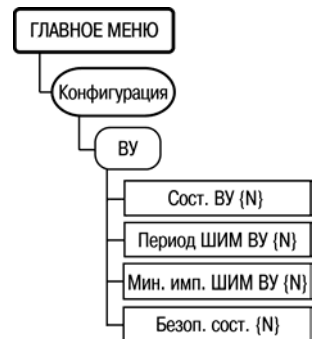 ГЛАВНОЕ МЕНЮ
Конфигурация
ВУ
Сост. ВУ {N}
Период ШИМ ВУ {N}
Мин. имп. ШИМ ВУ {N}
Безоп. сост. {N}